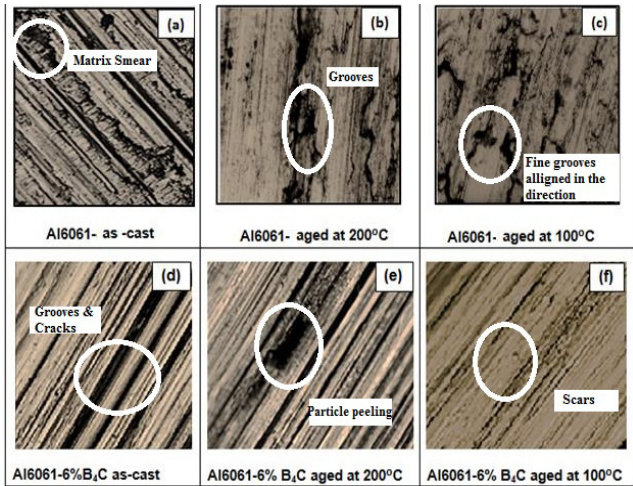 (a)
Matrix Smear
Al6061- as -cast
(b)
Grooves
Al6061- aged at 200°C
(c)
Fine grooves
alligned in the
direction
Al6061- aged at 100°C
(d)
Grooves &
Cracks
Al6061-6%B₄C as-cast
(e)
Particle peeling
Al6061-6% B₄C aged at 200°C
(f)
Scars
Al6061-6% B₄C aged at 100°C